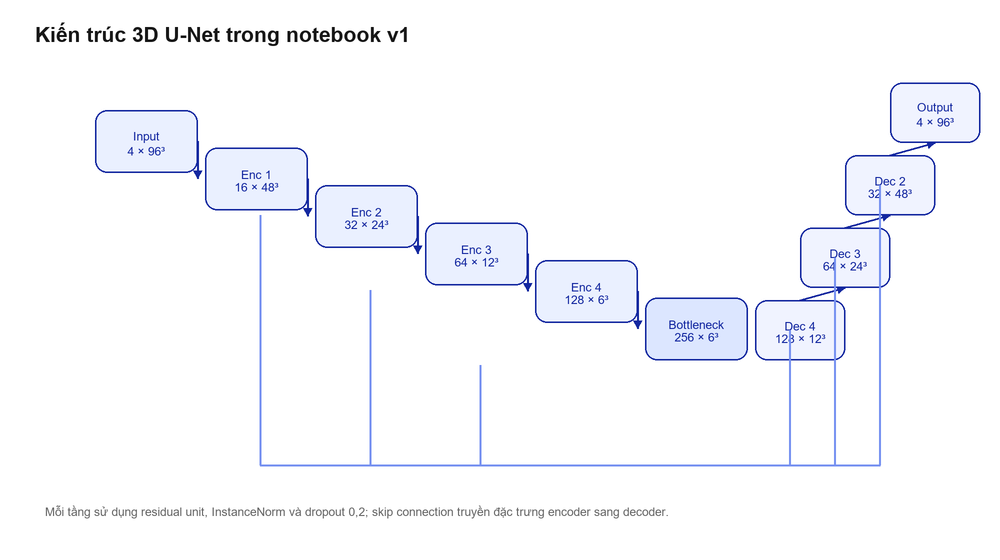 Kiến trúc 3D U-Net trong notebook v1
Input
4 × 96³
Enc 1
16 × 48³
Enc 2
32 × 24³
Enc 3
64 × 12³
Enc 4
128 × 6³
Bottleneck
256 × 6³
Dec 4
128 × 12³
Dec 3
64 × 24³
Dec 2
32 × 48³
Output
4 × 96³
Mỗi tầng sử dụng residual unit, InstanceNorm và dropout 0,2; skip connection truyền đặc trưng encoder sang decoder.